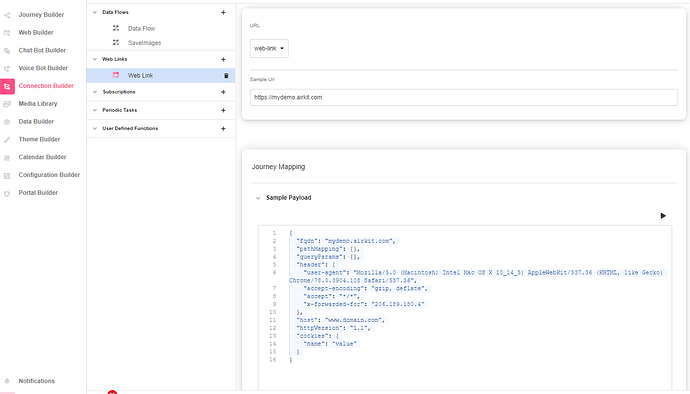 Journey Builder
Web Builder
Chat Bot Builder
Voice Bot Builder
Connection Builder
Media Library
Data Builder
Theme Builder
Calendar Builder
Configuration Builder
Portal Builder
Notifications
Data Flows +
Data Flow
SaveImages
Web Links +
Web Link
Subscriptions +
Periodic Tasks +
User Defined Functions +
URL
web-link
Sample Url
https://mydemo.airkit.com
Journey Mapping
Sample Payload
1 {
2 "fqdn": "mydemo.airkit.com",
3 "pathMapping": {},
4 "queryParams": {},
5 "header": {
6 "user-agent": "Mozilla/5.0 (Macintosh; Intel Mac OS X 10_14_5) AppleWebKit/537.36 (KHTML, like Gecko)
Chrome/78.0.3904.108 Safari/537.36",
7 "accept-encoding": "gzip, deflate",
8 "accept": "*/*",
9 "x-forwarded-for": "206.189.180.4"
10 },
11 "host": "www.domain.com",
12 "httpVersion": "1.1",
13 "cookies": {
14 "name": "value"
15 }
16 }